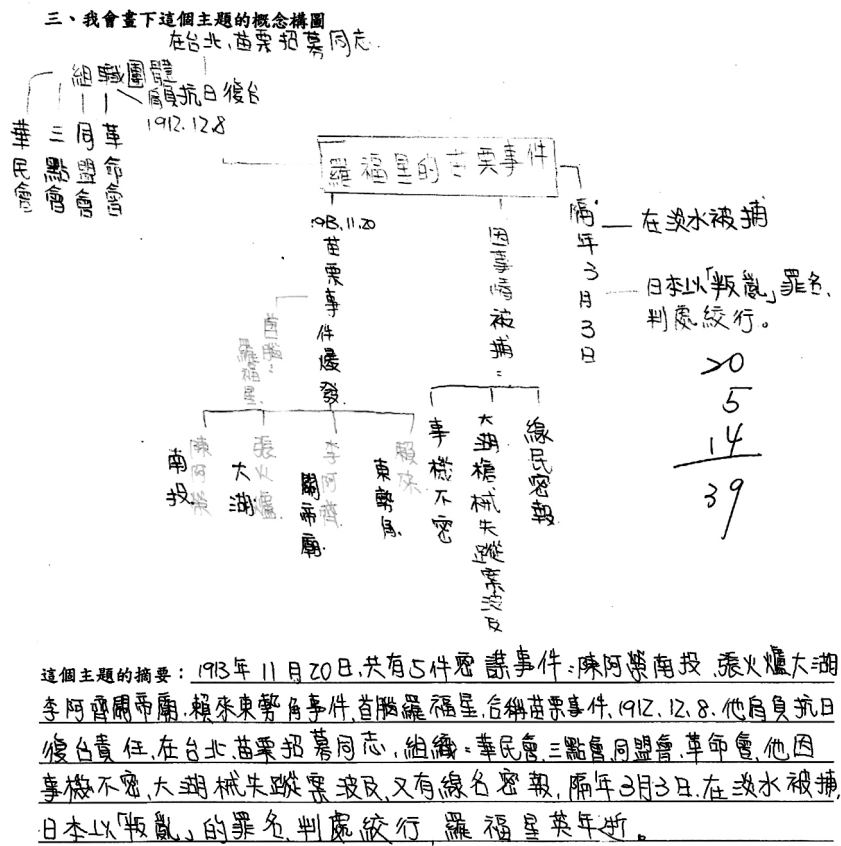 三、我會畫下這個主題的概念構圖
在台北、苗栗招募同志.
組職團體
肩負抗日復台
1912.12.8
華民會
三點會
同盟會
革命會
羅福星的苗栗事件
1913.11.20
苗栗事件爆發
首腦:
羅福星
南投
陳阿榮
大湖
張火爐
關帝廟
李阿齊
東勢角
賴來
因事情被捕:
事機不密
大湖槍械失蹤案波及
線民密報
隔年3月3日
在淡水被捕
日本以「叛亂」罪名,
判處絞行。
20
5
14
39
這個主題的摘要:1913年11月20日,共有5件密謀事件:陳阿榮南投、張火爐大湖
李阿齊關帝廟、賴來東勢角事件,首腦羅福星,合稱苗栗事件,1912.12.8.他肩負抗日
復台責任,在台北、苗栗招募同志,組織:華民會、三點會、同盟會、革命會,他因
事機不密、大湖械失蹤案波及,又有線名密報,隔年3月3日.在淡水被捕,
日本以「叛亂」的罪名、判處絞行 羅福星英年逝。